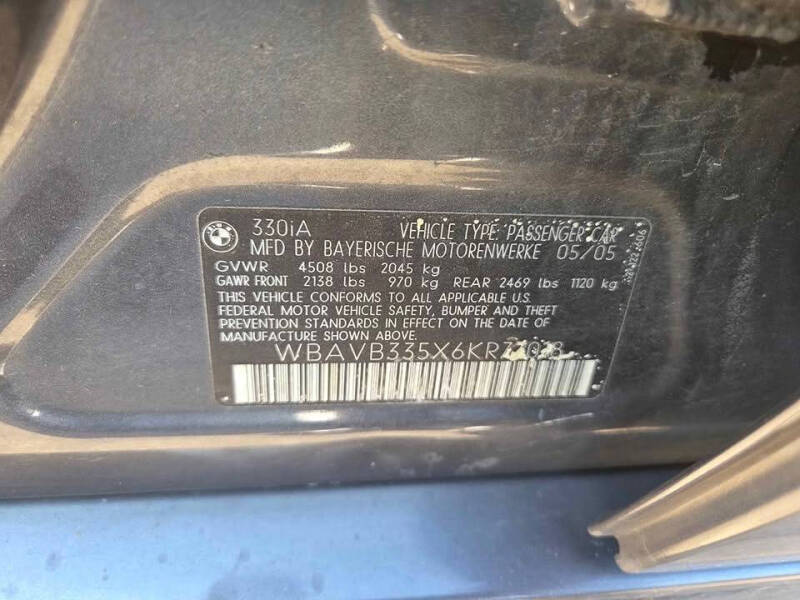 BMW
330iA VEHICLE TYPE: PASSENGER CAR
MFD BY BAYERISCHE MOTORENWERKE 05/05
GVWR 4508 lbs 2045 kg
GAWR FRONT 2138 lbs 970 kg REAR 2469 lbs 1120 kg
THIS VEHICLE CONFORMS TO ALL APPLICABLE U.S.
FEDERAL MOTOR VEHICLE SAFETY, BUMPER AND THEFT
PREVENTION STANDARDS IN EFFECT ON THE DATE OF
MANUFACTURE SHOWN ABOVE.